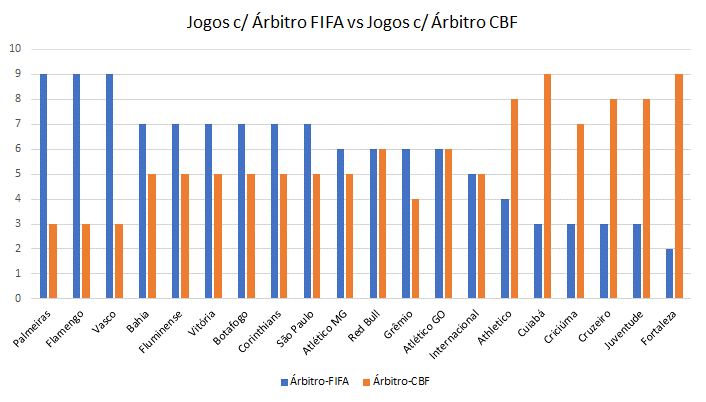 Jogos c/ Árbitro FIFA vs Jogos c/ Árbitro CBF
10
9
8
7
6
5
4
3
2
1
0
Palmeiras
Flamengo
Vasco
Bahia
Fluminense
Vitória
Botafogo
Corinthians
São Paulo
Atlético MG
Red Bull
Grêmio
Atlético GO
Internacional
Athletico
Cuiabá
Criciúma
Cruzeiro
Juventude
Fortaleza
Árbitro-FIFA
Árbitro-CBF